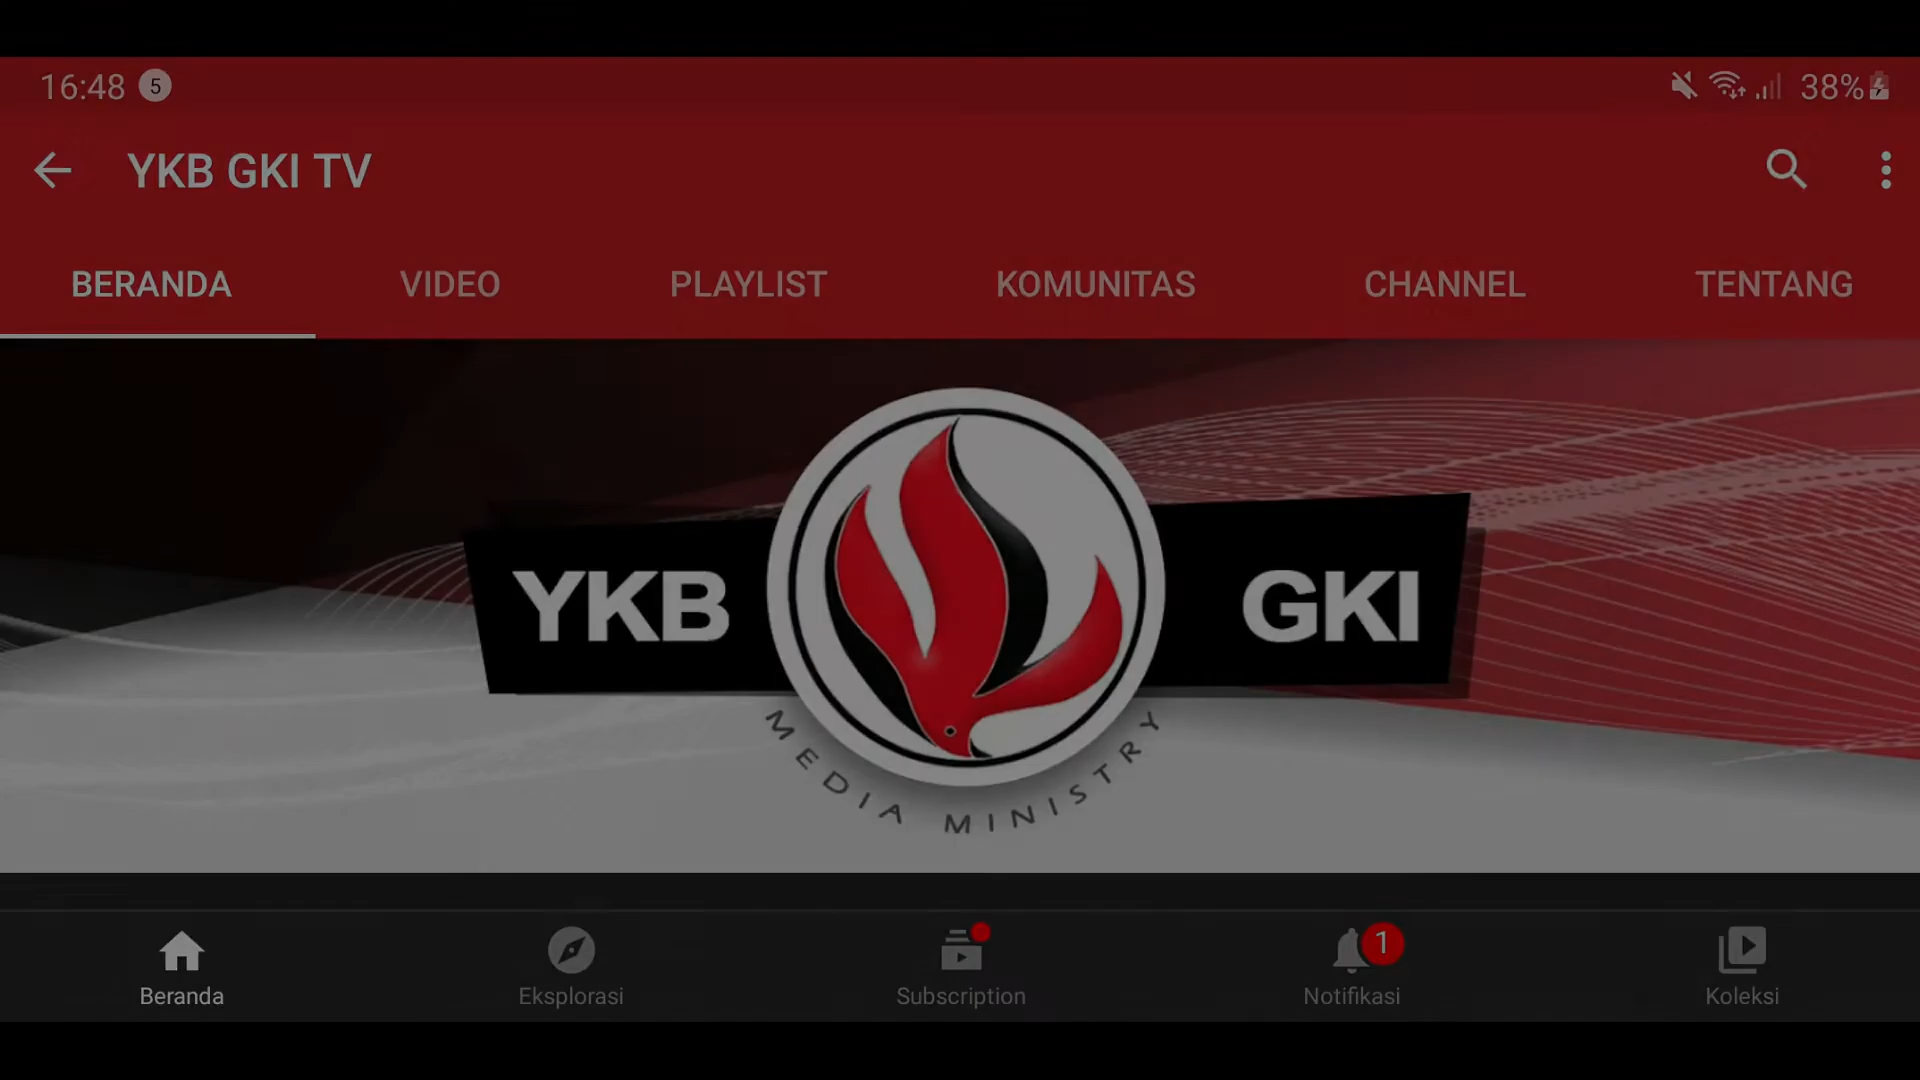 16:48 5 38%
YKB GKI TV
BERANDA VIDEO PLAYLIST KOMUNITAS CHANNEL TENTANG
YKB GKI
MEDIA MINISTRY
1
Beranda Eksplorasi Subscription Notifikasi Koleksi